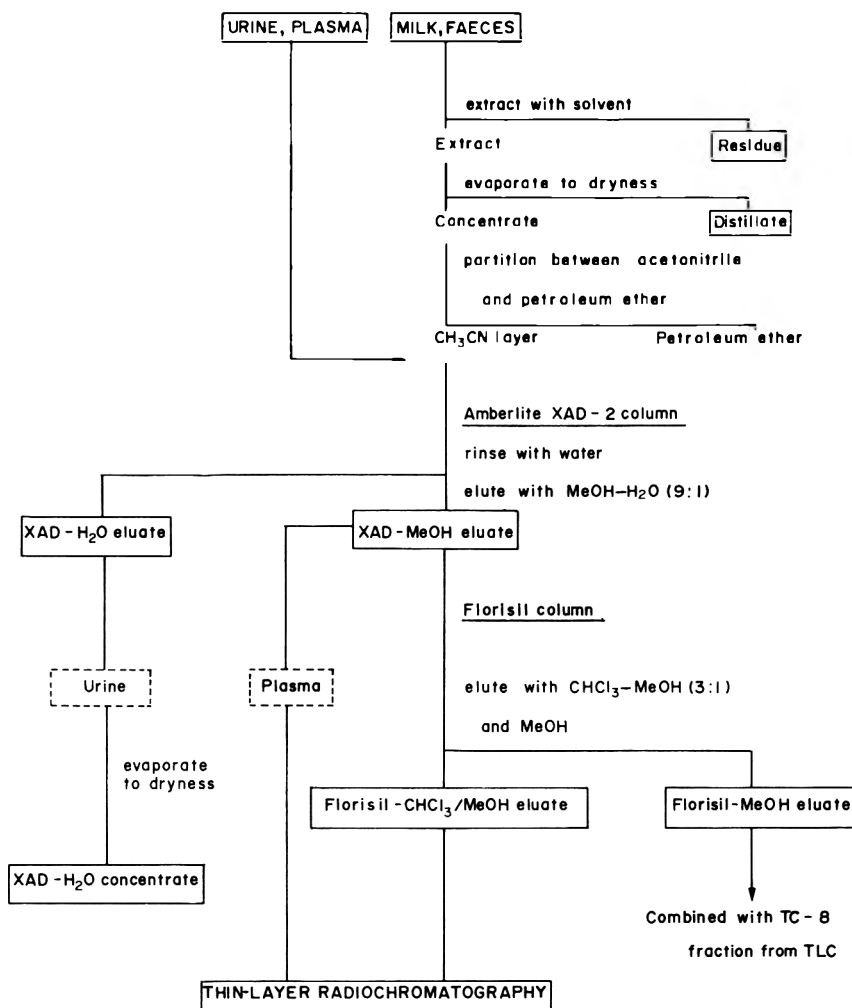 URINE, PLASMA
MILK, FAECES
extract with solvent
Extract
Residue
evaporate to dryness
Concentrate
Distillate
partition between acetonitrile
and petroleum ether
CH₃CN layer
Petroleum ether
Amberlite XAD-2 column
rinse with water
elute with MeOH–H₂O (9:1)
XAD-H₂O eluate
XAD-MeOH eluate
Florisil column
Urine
Plasma
elute with CHCl₃–MeOH (3:1)
and MeOH
evaporate
to dryness
Florisil-CHCl₃/MeOH eluate
Florisil-MeOH eluate
XAD-H₂O concentrate
Combined with TC-8
fraction from TLC
THIN-LAYER RADIOCHROMATOGRAPHY